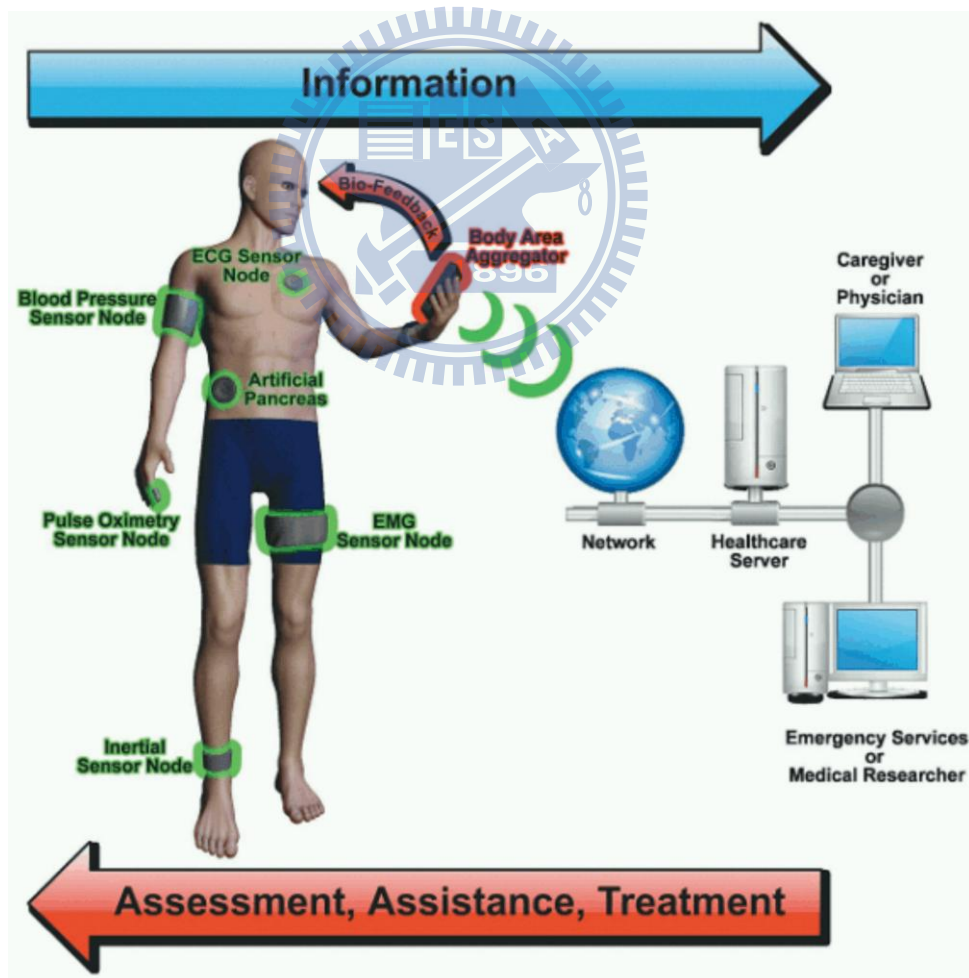 Information
Bio-Feedback
ESA
1896
Body Area
Aggregator
ECG Sensor
Node
Blood Pressure
Sensor Node
Artificial
Pancreas
Caregiver
or
Physician
Pulse Oximetry
Sensor Node
EMG
Sensor Node
Network
Healthcare
Server
Inertial
Sensor Node
Emergency Services
or
Medical Researcher
Assessment, Assistance, Treatment